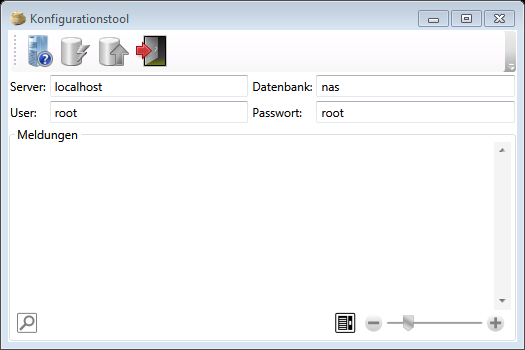 Konfigurationstool
Server: localhost Datenbank: nas
User: root Passwort: root
Meldungen